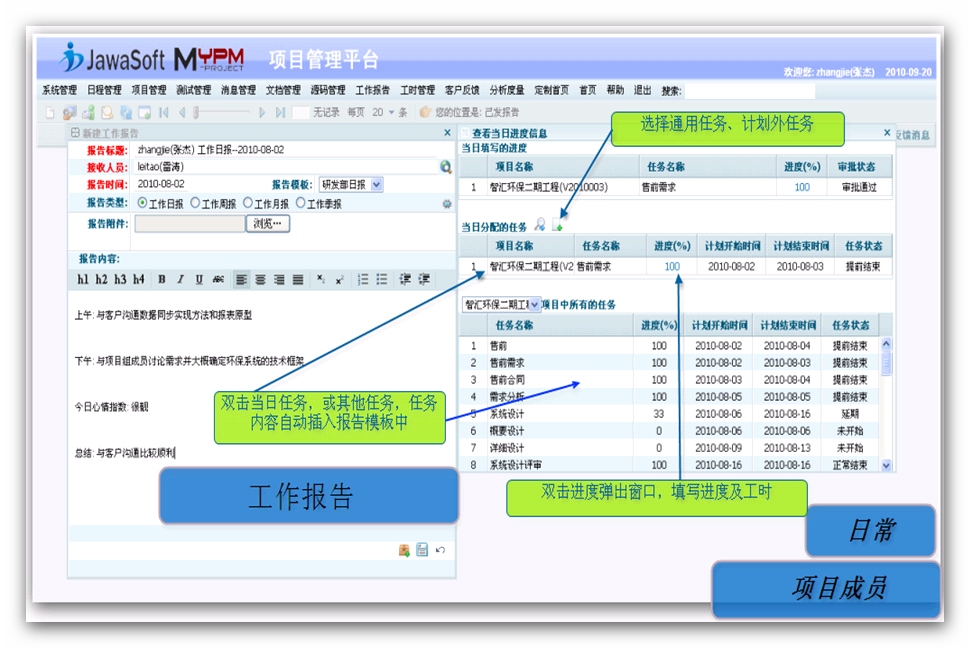 JawaSoft MYPM -PROJECT 项目管理平台
欢迎您: zhangjie(张杰) 2010-09-20
系统管理 日程管理 项目管理 测试管理 消息管理 文档管理 源码管理 工作报告 工时管理 客户反馈 分析度量 定制首页 首页 帮助 退出 搜索:
无记录 每页 20 条 您的位置是: 已发报告
反馈消息
新建工作报告 x
报告标题: zhangjie(张杰) 工作日报--2010-08-02
接收人员: leitao(雷涛)
报告时间: 2010-08-02 报告模板: 研发部日报
报告类型: 工作日报 工作周报 工作月报 工作季报
报告附件: 浏览…
报告内容:
h1 h2 h3 h4 B I U ABC
上午: 与客户沟通数据同步实现方法和报表原型
下午: 与项目组成员讨论需求并大概确定环保系统的技术框架
今日心情指数: 很靓
总结: 与客户沟通比较顺利
查看当日进度信息 x
当日填写的进度
项目名称 任务名称 进度(%) 审批状态
1 智汇环保二期工程(V2010003) 售前需求 100 审批通过
当日分配的任务
项目名称 任务名称 进度(%) 计划开始时间 计划结束时间 任务状态
1 智汇环保二期工程(V2 售前需求 100 2010-08-02 2010-08-03 提前结束
智汇环保二期工 项目中所有的任务
任务名称 进度(%) 计划开始时间 计划结束时间 任务状态
1 售前 100 2010-08-02 2010-08-04 提前结束
2 售前需求 100 2010-08-02 2010-08-03 提前结束
3 售前合同 100 2010-08-03 2010-08-04 提前结束
4 需求分析 100 2010-08-05 2010-08-05 提前结束
5 系统设计 33 2010-08-06 2010-08-16 延期
6 概要设计 0 2010-08-06 2010-08-06 未开始
7 详细设计 0 2010-08-09 2010-08-13 未开始
8 系统设计评审 100 2010-08-16 2010-08-16 正常结束
选择通用任务、计划外任务
双击当日任务，或其他任务，任务
内容自动插入报告模板中
双击进度弹出窗口，填写进度及工时
工作报告
日常
项目成员